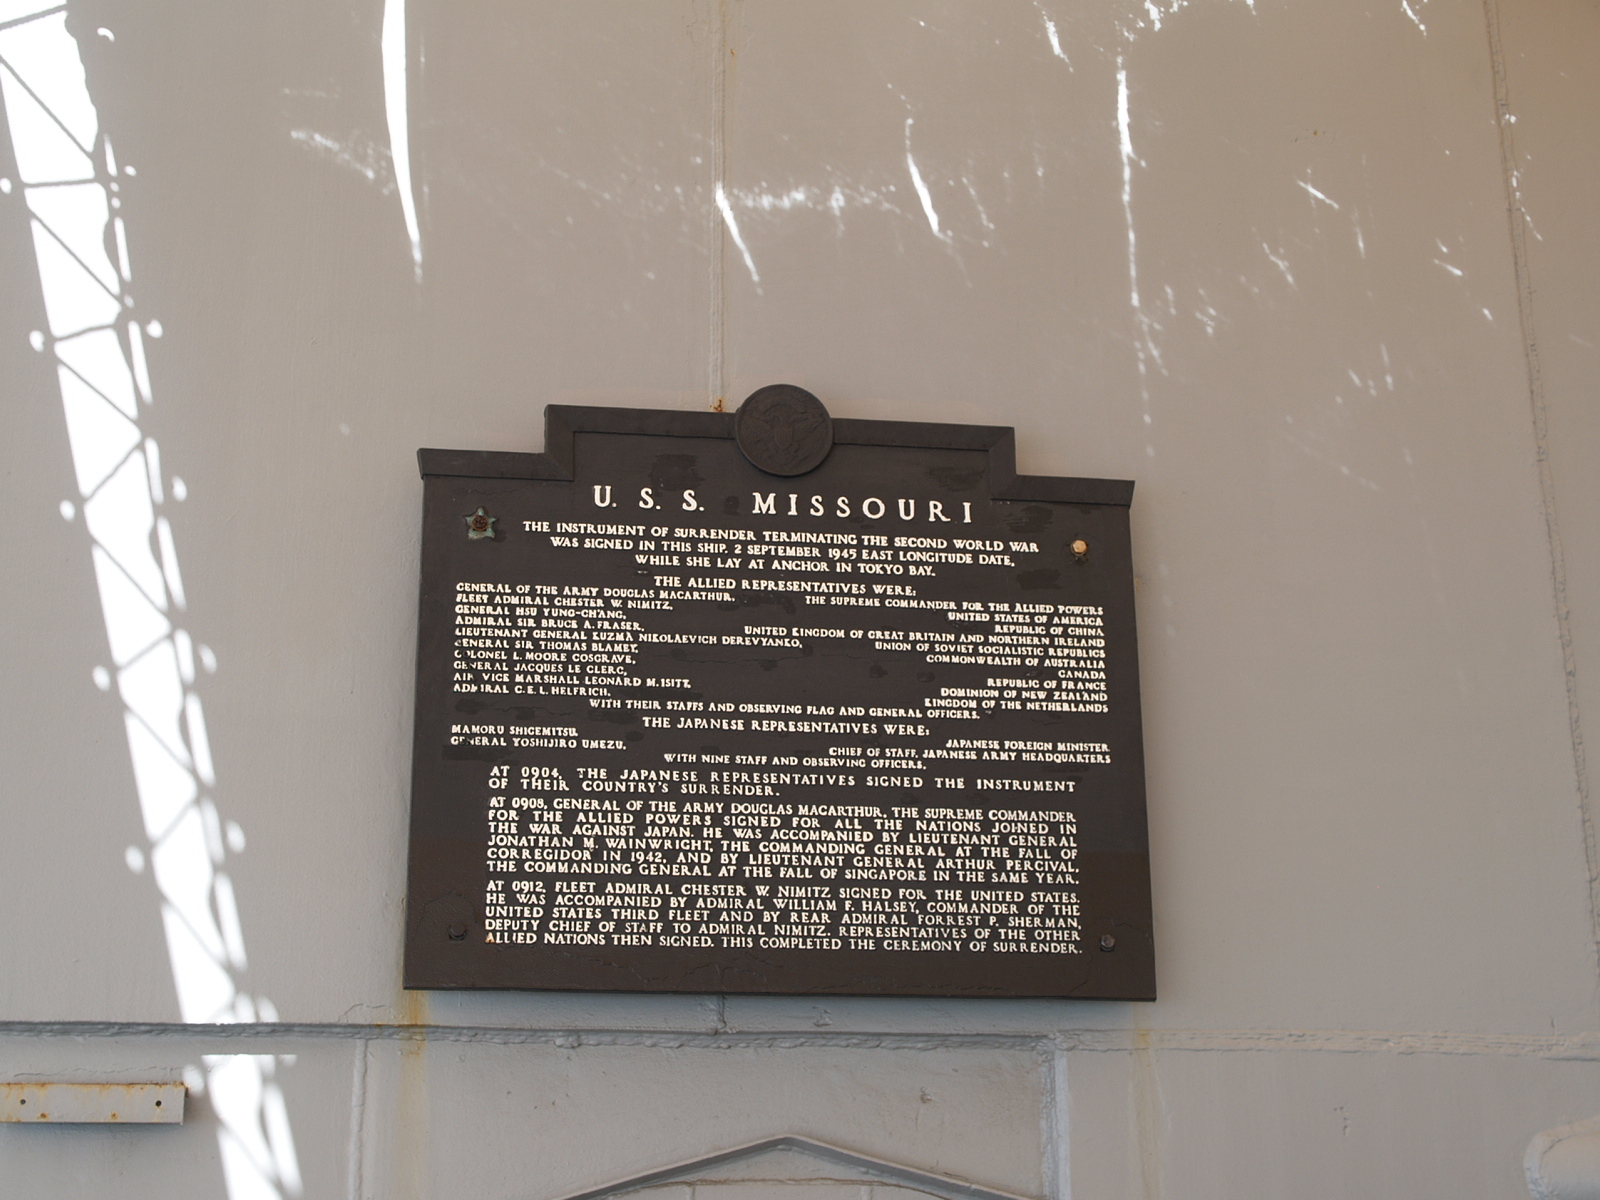 U. S. S. MISSOURI
THE INSTRUMENT OF SURRENDER TERMINATING THE SECOND WORLD WAR
WAS SIGNED IN THIS SHIP, 2 SEPTEMBER 1945 EAST LONGITUDE DATE,
WHILE SHE LAY AT ANCHOR IN TOKYO BAY.
THE ALLIED REPRESENTATIVES WERE:
GENERAL OF THE ARMY DOUGLAS MACARTHUR, THE SUPREME COMMANDER FOR THE ALLIED POWERS
FLEET ADMIRAL CHESTER W. NIMITZ, UNITED STATES OF AMERICA
GENERAL HSU YUNG-CH'ANG, REPUBLIC OF CHINA
ADMIRAL SIR BRUCE A. FRASER, UNITED KINGDOM OF GREAT BRITAIN AND NORTHERN IRELAND
LIEUTENANT GENERAL KUZMA NIKOLAEVICH DEREVYANKO, UNION OF SOVIET SOCIALISTIC REPUBLICS
GENERAL SIR THOMAS BLAMEY, COMMONWEALTH OF AUSTRALIA
COLONEL L. MOORE COSGRAVE, CANADA
GENERAL JACQUES LE CLERC, REPUBLIC OF FRANCE
AIR VICE MARSHALL LEONARD M. ISITT, DOMINION OF NEW ZEALAND
ADMIRAL C.E.L. HELFRICH, KINGDOM OF THE NETHERLANDS
WITH THEIR STAFFS AND OBSERVING FLAG AND GENERAL OFFICERS.
THE JAPANESE REPRESENTATIVES WERE:
MAMORU SHIGEMITSU, JAPANESE FOREIGN MINISTER
GENERAL YOSHIJIRO UMEZU, CHIEF OF STAFF, JAPANESE ARMY HEADQUARTERS
WITH NINE STAFF AND OBSERVING OFFICERS.
AT 0904, THE JAPANESE REPRESENTATIVES SIGNED THE INSTRUMENT
OF THEIR COUNTRY'S SURRENDER.
AT 0908, GENERAL OF THE ARMY DOUGLAS MACARTHUR, THE SUPREME COMMANDER
FOR THE ALLIED POWERS SIGNED FOR ALL THE NATIONS JOINED IN
THE WAR AGAINST JAPAN. HE WAS ACCOMPANIED BY LIEUTENANT GENERAL
JONATHAN M. WAINWRIGHT, THE COMMANDING GENERAL AT THE FALL OF
CORREGIDOR IN 1942, AND BY LIEUTENANT GENERAL ARTHUR PERCIVAL,
THE COMMANDING GENERAL AT THE FALL OF SINGAPORE IN THE SAME YEAR.
AT 0912, FLEET ADMIRAL CHESTER W. NIMITZ SIGNED FOR THE UNITED STATES.
HE WAS ACCOMPANIED BY ADMIRAL WILLIAM F. HALSEY, COMMANDER OF THE
UNITED STATES THIRD FLEET AND BY REAR ADMIRAL FORREST P. SHERMAN,
DEPUTY CHIEF OF STAFF TO ADMIRAL NIMITZ. REPRESENTATIVES OF THE OTHER
ALLIED NATIONS THEN SIGNED. THIS COMPLETED THE CEREMONY OF SURRENDER.